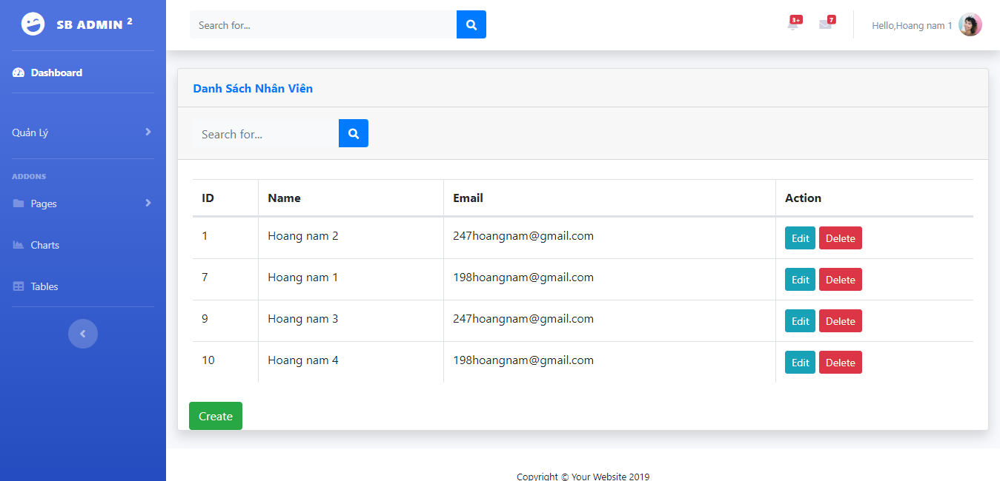 SB ADMIN 2
Search for...
3+
7
Hello,Hoang nam 1
Dashboard
Quản Lý
ADDONS
Pages
Charts
Tables
Danh Sách Nhân Viên
Search for...
ID Name Email Action
1 Hoang nam 2 247hoangnam@gmail.com Edit Delete
7 Hoang nam 1 198hoangnam@gmail.com Edit Delete
9 Hoang nam 3 247hoangnam@gmail.com Edit Delete
10 Hoang nam 4 198hoangnam@gmail.com Edit Delete
Create
Copyright © Your Website 2019